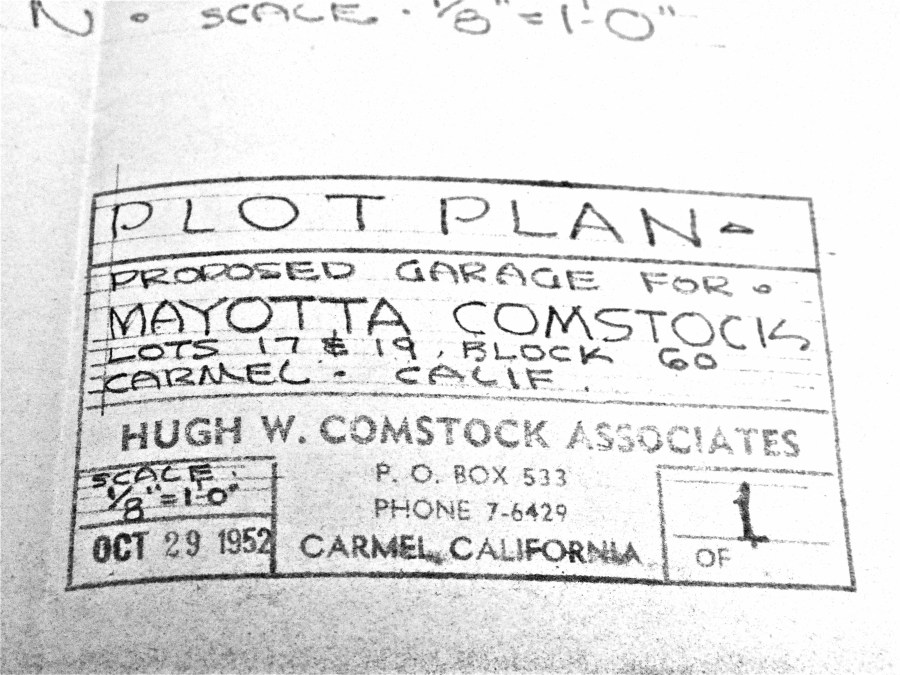 N • SCALE • 1/8" = 1'-0"
PLOT PLAN
PROPOSED GARAGE FOR •
MAYOTTA COMSTOCK
LOTS 17 & 19, BLOCK 60
CARMEL • CALIF.
HUGH W. COMSTOCK ASSOCIATES
SCALE •
1/8" = 1'-0"
OCT 29 1952
P. O. BOX 533
PHONE 7-6429
CARMEL, CALIFORNIA
1
OF